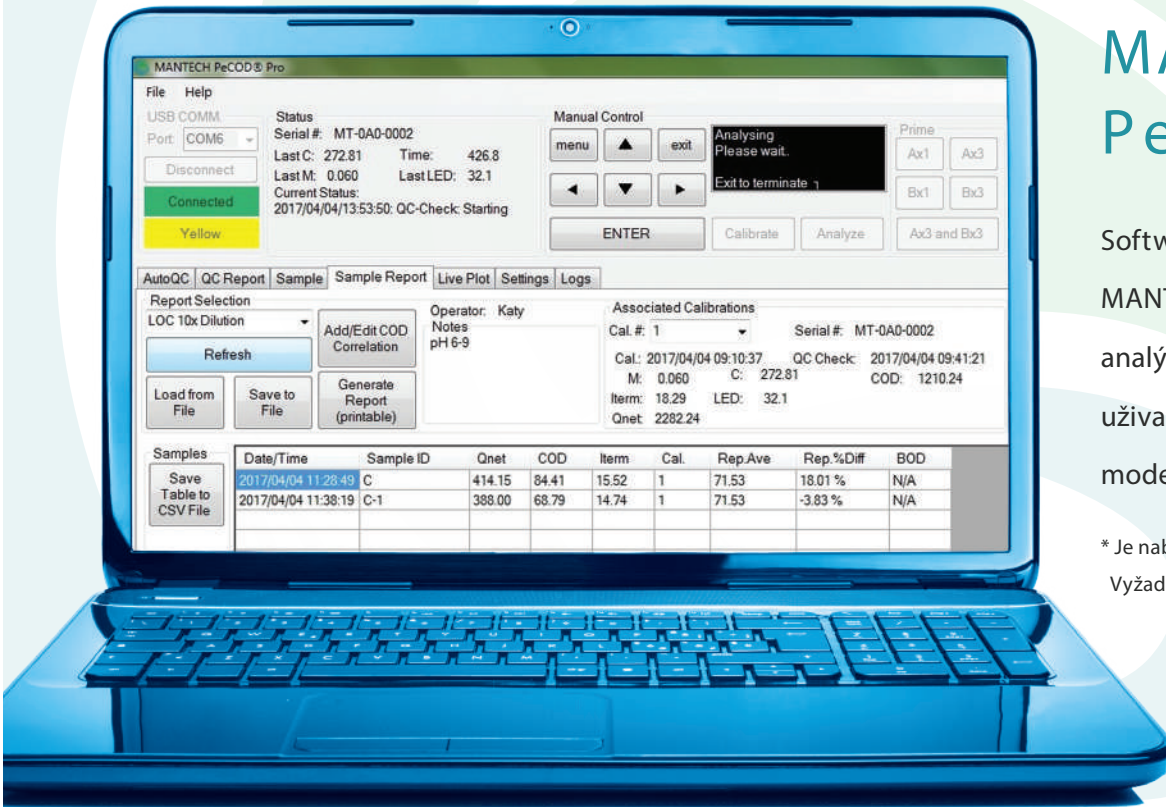 MANTECH PeCOD® Pro
File Help
USB COMM.
Port: COM6
Disconnect
Connected
Yellow
Status
Serial #: MT-0A0-0002
Last C: 272.81 Time: 426.8
Last M: 0.060 Last LED: 32.1
Current Status:
2017/04/04/13:53:50: QC-Check: Starting
Manual Control
menu ▲ exit
◄ ▼ ►
ENTER
Analysing
Please wait..
Exit to terminate ┐
Calibrate Analyze
Prime
Ax1 Ax3
Bx1 Bx3
Ax3 and Bx3
AutoQC QC Report Sample Sample Report Live Plot Settings Logs
Report Selection
LOC 10x Dilution
Refresh
Load from
File
Save to
File
Add/Edit COD
Correlation
Generate
Report
(printable)
Operator: Katy
Notes
pH 6-9
Associated Calibrations
Cal. #: 1 Serial #: MT-0A0-0002
Cal.: 2017/04/04 09:10:37 QC Check: 2017/04/04 09:41:21
M: 0.060 C: 272.81 COD: 1210.24
Iterm: 18.29 LED: 32.1
Qnet: 2282.24
Samples
Save
Table to
CSV File
Date/Time Sample ID Qnet COD Iterm Cal. Rep.Ave Rep.%Diff BOD
2017/04/04 11:28:49 C 414.15 84.41 15.52 1 71.53 18.01 % N/A
2017/04/04 11:38:19 C-1 388.00 68.79 14.74 1 71.53 -3.83 % N/A
MA
Pe
Softw
MANT
analý
uživa
mode
* Je nab
Vyžad